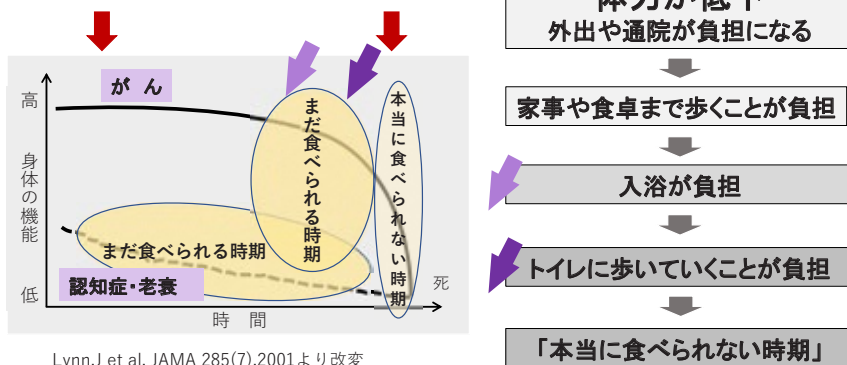 がん
高
身体の機能
低
まだ食べられる時期
本当に食べられない時期
まだ食べられる時期
認知症・老衰
死
時 間
Lynn.J et al. JAMA 285(7).2001より改変
体力が低下
外出や通院が負担になる
家事や食卓まで歩くことが負担
入浴が負担
トイレに歩いていくことが負担
「本当に食べられない時期」